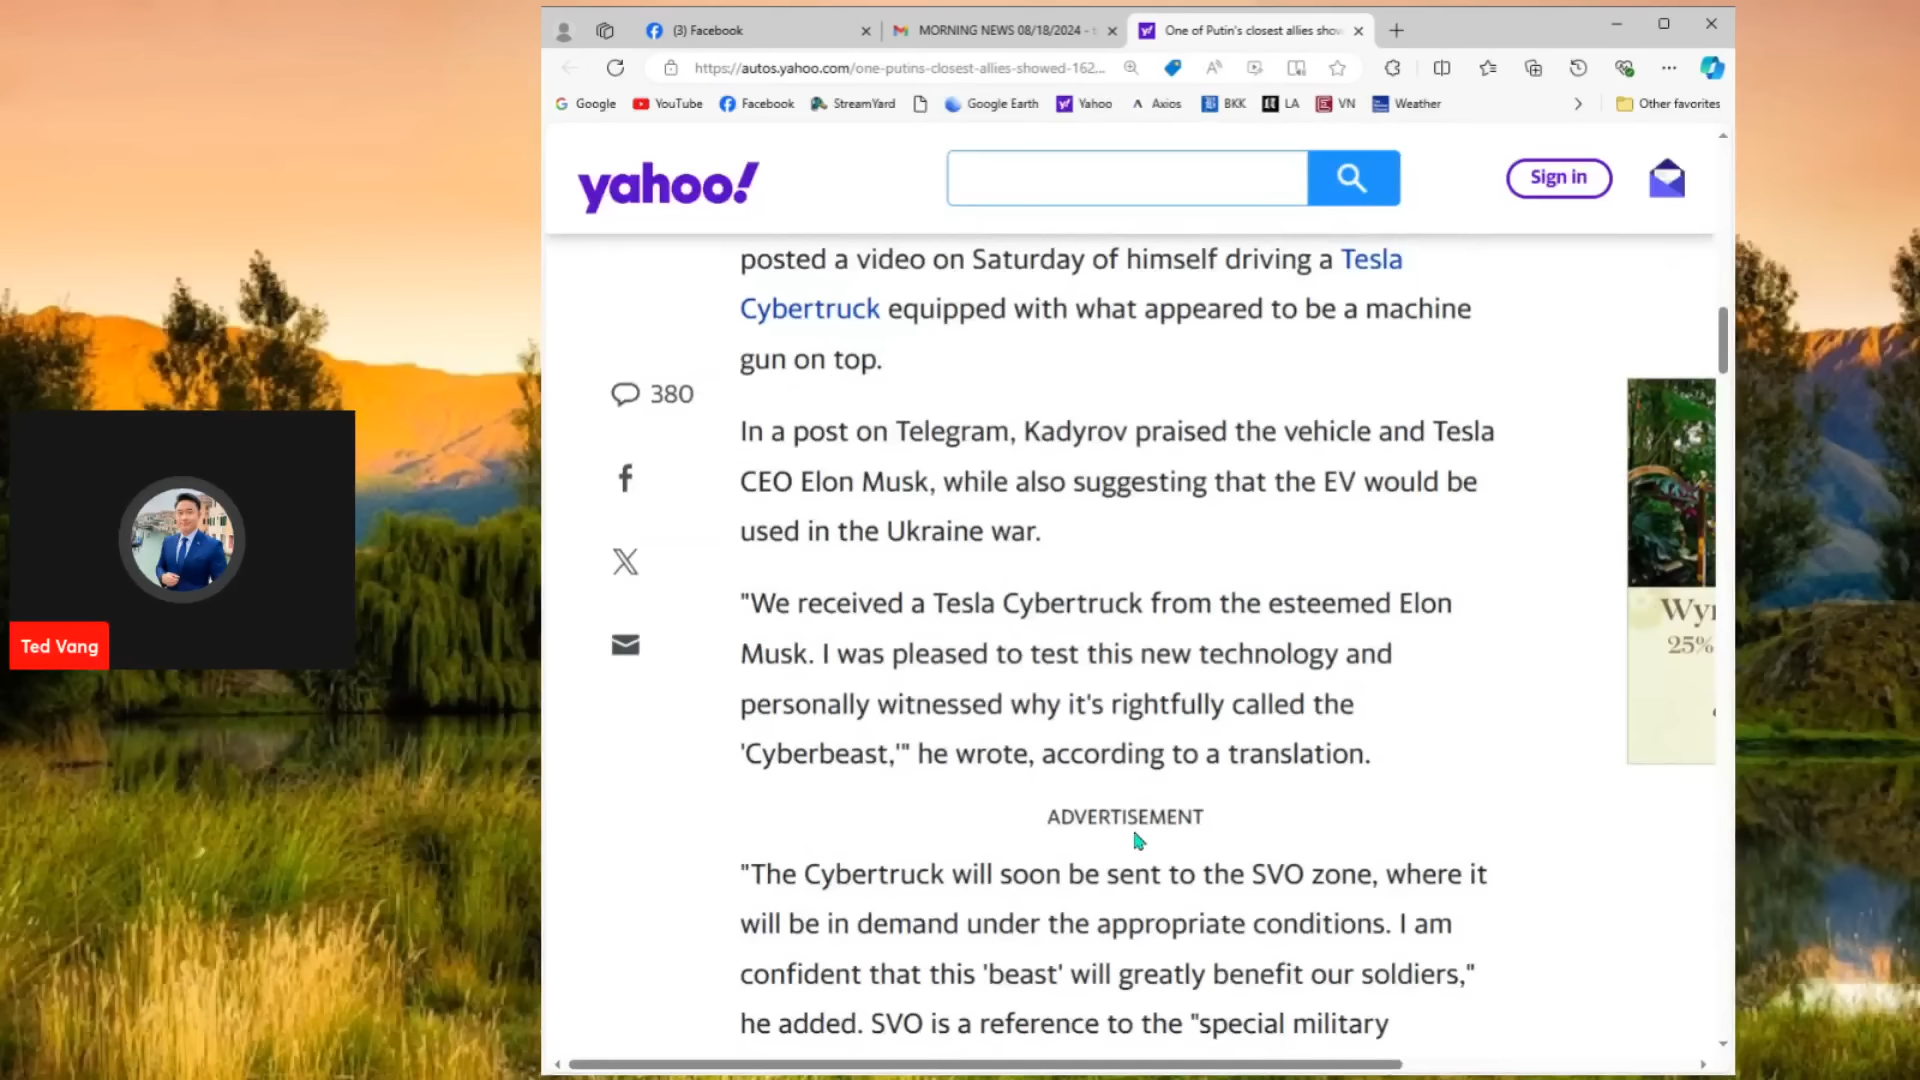 (3) Facebook
MORNING NEWS 08/18/2024 -
One of Putin's closest allies show
https://autos.yahoo.com/one-putins-closest-allies-showed-162...
Google
YouTube
Facebook
StreamYard
Google Earth
Yahoo
Axios
BKK
LA
VN
Weather
Other favorites
yahoo!
Sign in
posted a video on Saturday of himself driving a Tesla
Cybertruck equipped with what appeared to be a machine
gun on top.
380
In a post on Telegram, Kadyrov praised the vehicle and Tesla
CEO Elon Musk, while also suggesting that the EV would be
used in the Ukraine war.
"We received a Tesla Cybertruck from the esteemed Elon
Musk. I was pleased to test this new technology and
personally witnessed why it's rightfully called the
'Cyberbeast,'" he wrote, according to a translation.
ADVERTISEMENT
"The Cybertruck will soon be sent to the SVO zone, where it
will be in demand under the appropriate conditions. I am
confident that this 'beast' will greatly benefit our soldiers,"
he added. SVO is a reference to the "special military
25%
Ted Vang